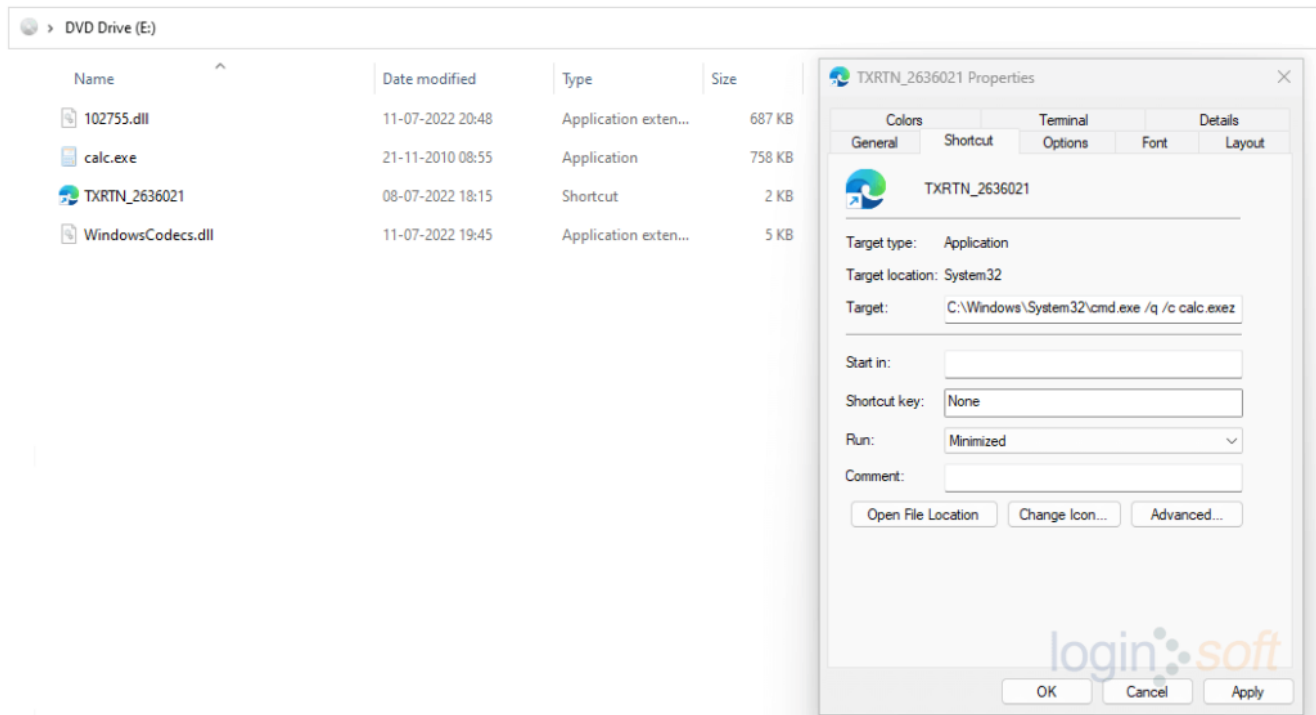 DVD Drive (E:)
Name Date modified Type Size
102755.dll 11-07-2022 20:48 Application exten... 687 KB
calc.exe 21-11-2010 08:55 Application 758 KB
TXRTN_2636021 08-07-2022 18:15 Shortcut 2 KB
WindowsCodecs.dll 11-07-2022 19:45 Application exten... 5 KB
TXRTN_2636021 Properties
Colors Terminal Details
General Shortcut Options Font Layout
TXRTN_2636021
Target type: Application
Target location: System32
Target: C:\Windows\System32\cmd.exe /q /c calc.exez
Start in:
Shortcut key: None
Run: Minimized
Comment:
Open File Location Change Icon... Advanced...
login soft
OK Cancel Apply